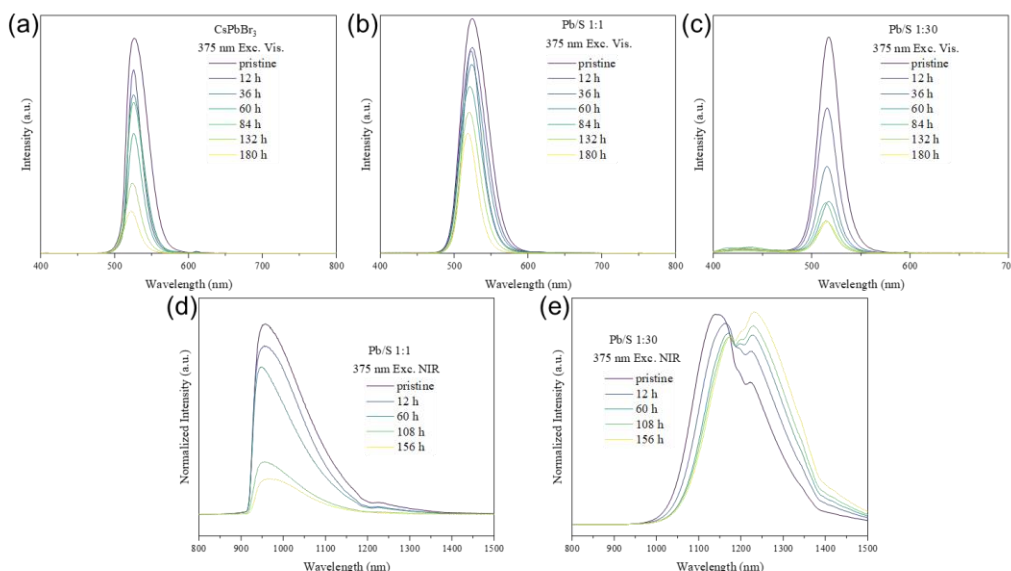 (a)
CsPbBr3
375 nm Exc. Vis.
pristine
12 h
36 h
60 h
84 h
132 h
180 h
Intensity (a.u.)
400 500 600 700 800
Wavelength (nm)
(b)
Pb/S 1:1
375 nm Exc. Vis.
pristine
12 h
36 h
60 h
84 h
132 h
180 h
Intensity (a.u.)
400 500 600 700 800
Wavelength (nm)
(c)
Pb/S 1:30
375 nm Exc. Vis.
pristine
12 h
36 h
60 h
84 h
132 h
180 h
Intensity (a.u.)
400 500 600 70
Wavelength (nm)
(d)
Pb/S 1:1
375 nm Exc. NIR
pristine
12 h
60 h
108 h
156 h
Normalized Intensity (a.u.)
800 900 1000 1100 1200 1300 1400 1500
Wavelength (nm)
(e)
Pb/S 1:30
375 nm Exc. NIR
pristine
12 h
60 h
108 h
156 h
Normalized Intensity (a.u.)
800 900 1000 1100 1200 1300 1400 1500
Wavelength (nm)